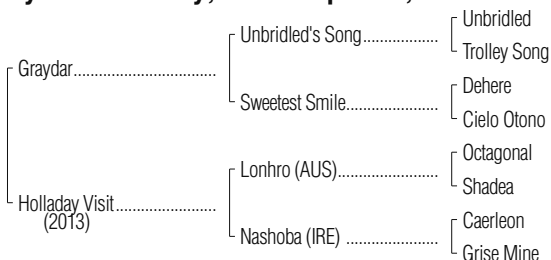 Unbridled
Unbridled's Song....................
Trolley Song
Graydar......................................
Dehere
Sweetest Smile........................
Cielo Otono
Octagonal
Lonhro (AUS)..........................
Shadea
Holladay Visit...........................
(2013)
Caerleon
Nashoba (IRE) ........................
Grise Mine